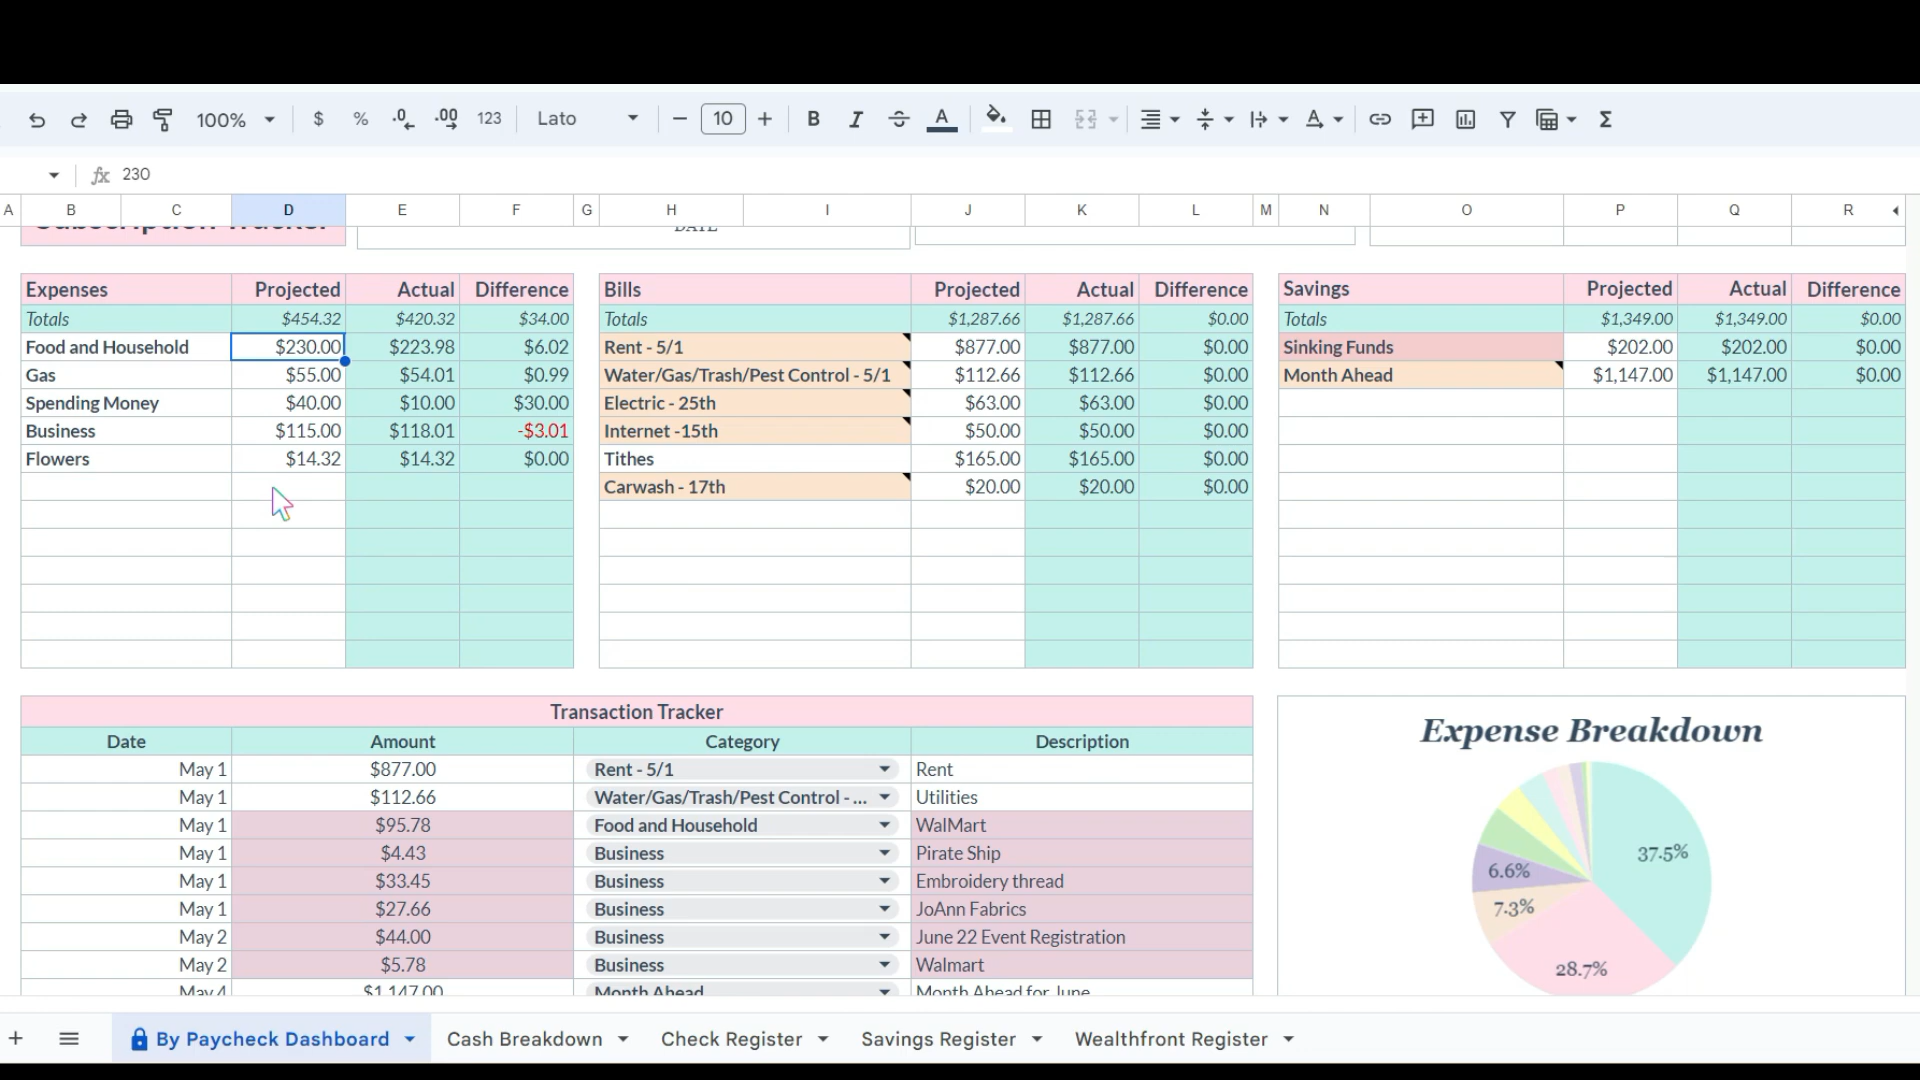 100% $ % .0 .00 123 Lato 10 B I A A Σ
fx 230
A B C D E F G H I J K L M N O P Q R
DATE
Expenses Projected Actual Difference Bills Projected Actual Difference Savings Projected Actual Difference
Totals $454.32 $420.32 $34.00 Totals $1,287.66 $1,287.66 $0.00 Totals $1,349.00 $1,349.00 $0.00
Food and Household $230.00 $223.98 $6.02 Rent - 5/1 $877.00 $877.00 $0.00 Sinking Funds $202.00 $202.00 $0.00
Gas $55.00 $54.01 $0.99 Water/Gas/Trash/Pest Control - 5/1 $112.66 $112.66 $0.00 Month Ahead $1,147.00 $1,147.00 $0.00
Spending Money $40.00 $10.00 $30.00 Electric - 25th $63.00 $63.00 $0.00
Business $115.00 $118.01 -$3.01 Internet -15th $50.00 $50.00 $0.00
Flowers $14.32 $14.32 $0.00 Tithes $165.00 $165.00 $0.00
Carwash - 17th $20.00 $20.00 $0.00
Transaction Tracker
Date Amount Category Description
May 1 $877.00 Rent - 5/1 Rent
May 1 $112.66 Water/Gas/Trash/Pest Control - ... Utilities
May 1 $95.78 Food and Household WalMart
May 1 $4.43 Business Pirate Ship
May 1 $33.45 Business Embroidery thread
May 1 $27.66 Business JoAnn Fabrics
May 2 $44.00 Business June 22 Event Registration
May 2 $5.78 Business Walmart
May 4 $1,147.00 Month Ahead Month Ahead for June
Expense Breakdown
37.5%
6.6%
7.3%
28.7%
+ By Paycheck Dashboard Cash Breakdown Check Register Savings Register Wealthfront Register